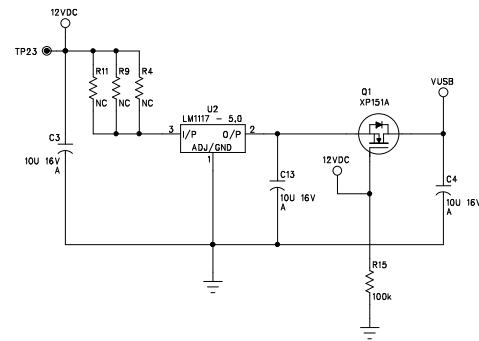 12VDC
TP23
R11
R9
R4
NC
NC
NC
U2
LM1117 - 5.0
3
I/P
O/P
2
ADJ/GND
1
C3
10U 16V
A
C13
10U 16V
A
Q1
XP151A
VUSB
12VDC
C4
10U 16V
A
R15
100k